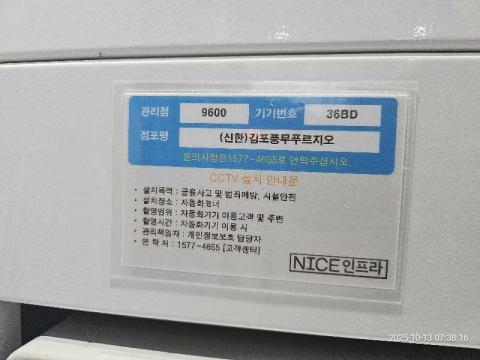 관리점 9600 기기번호 36BD
점포명 (신한)김포풍무푸르지오
문의사항은1577-4655로 연락주십시오.
CCTV 설치 안내문
• 설치목적 : 금융사고 및 범죄예방, 시설안전
• 설치장소 : 자동화코너
• 촬영범위 : 자동화기기 이용고객 및 주변
• 촬영시간 : 자동화기기 이용 시
• 관리책임자 : 개인정보보호 담당자
• 연 락 처 : 1577-4655 [고객센터]
NICE인프라
2025-10-13 07:38:16